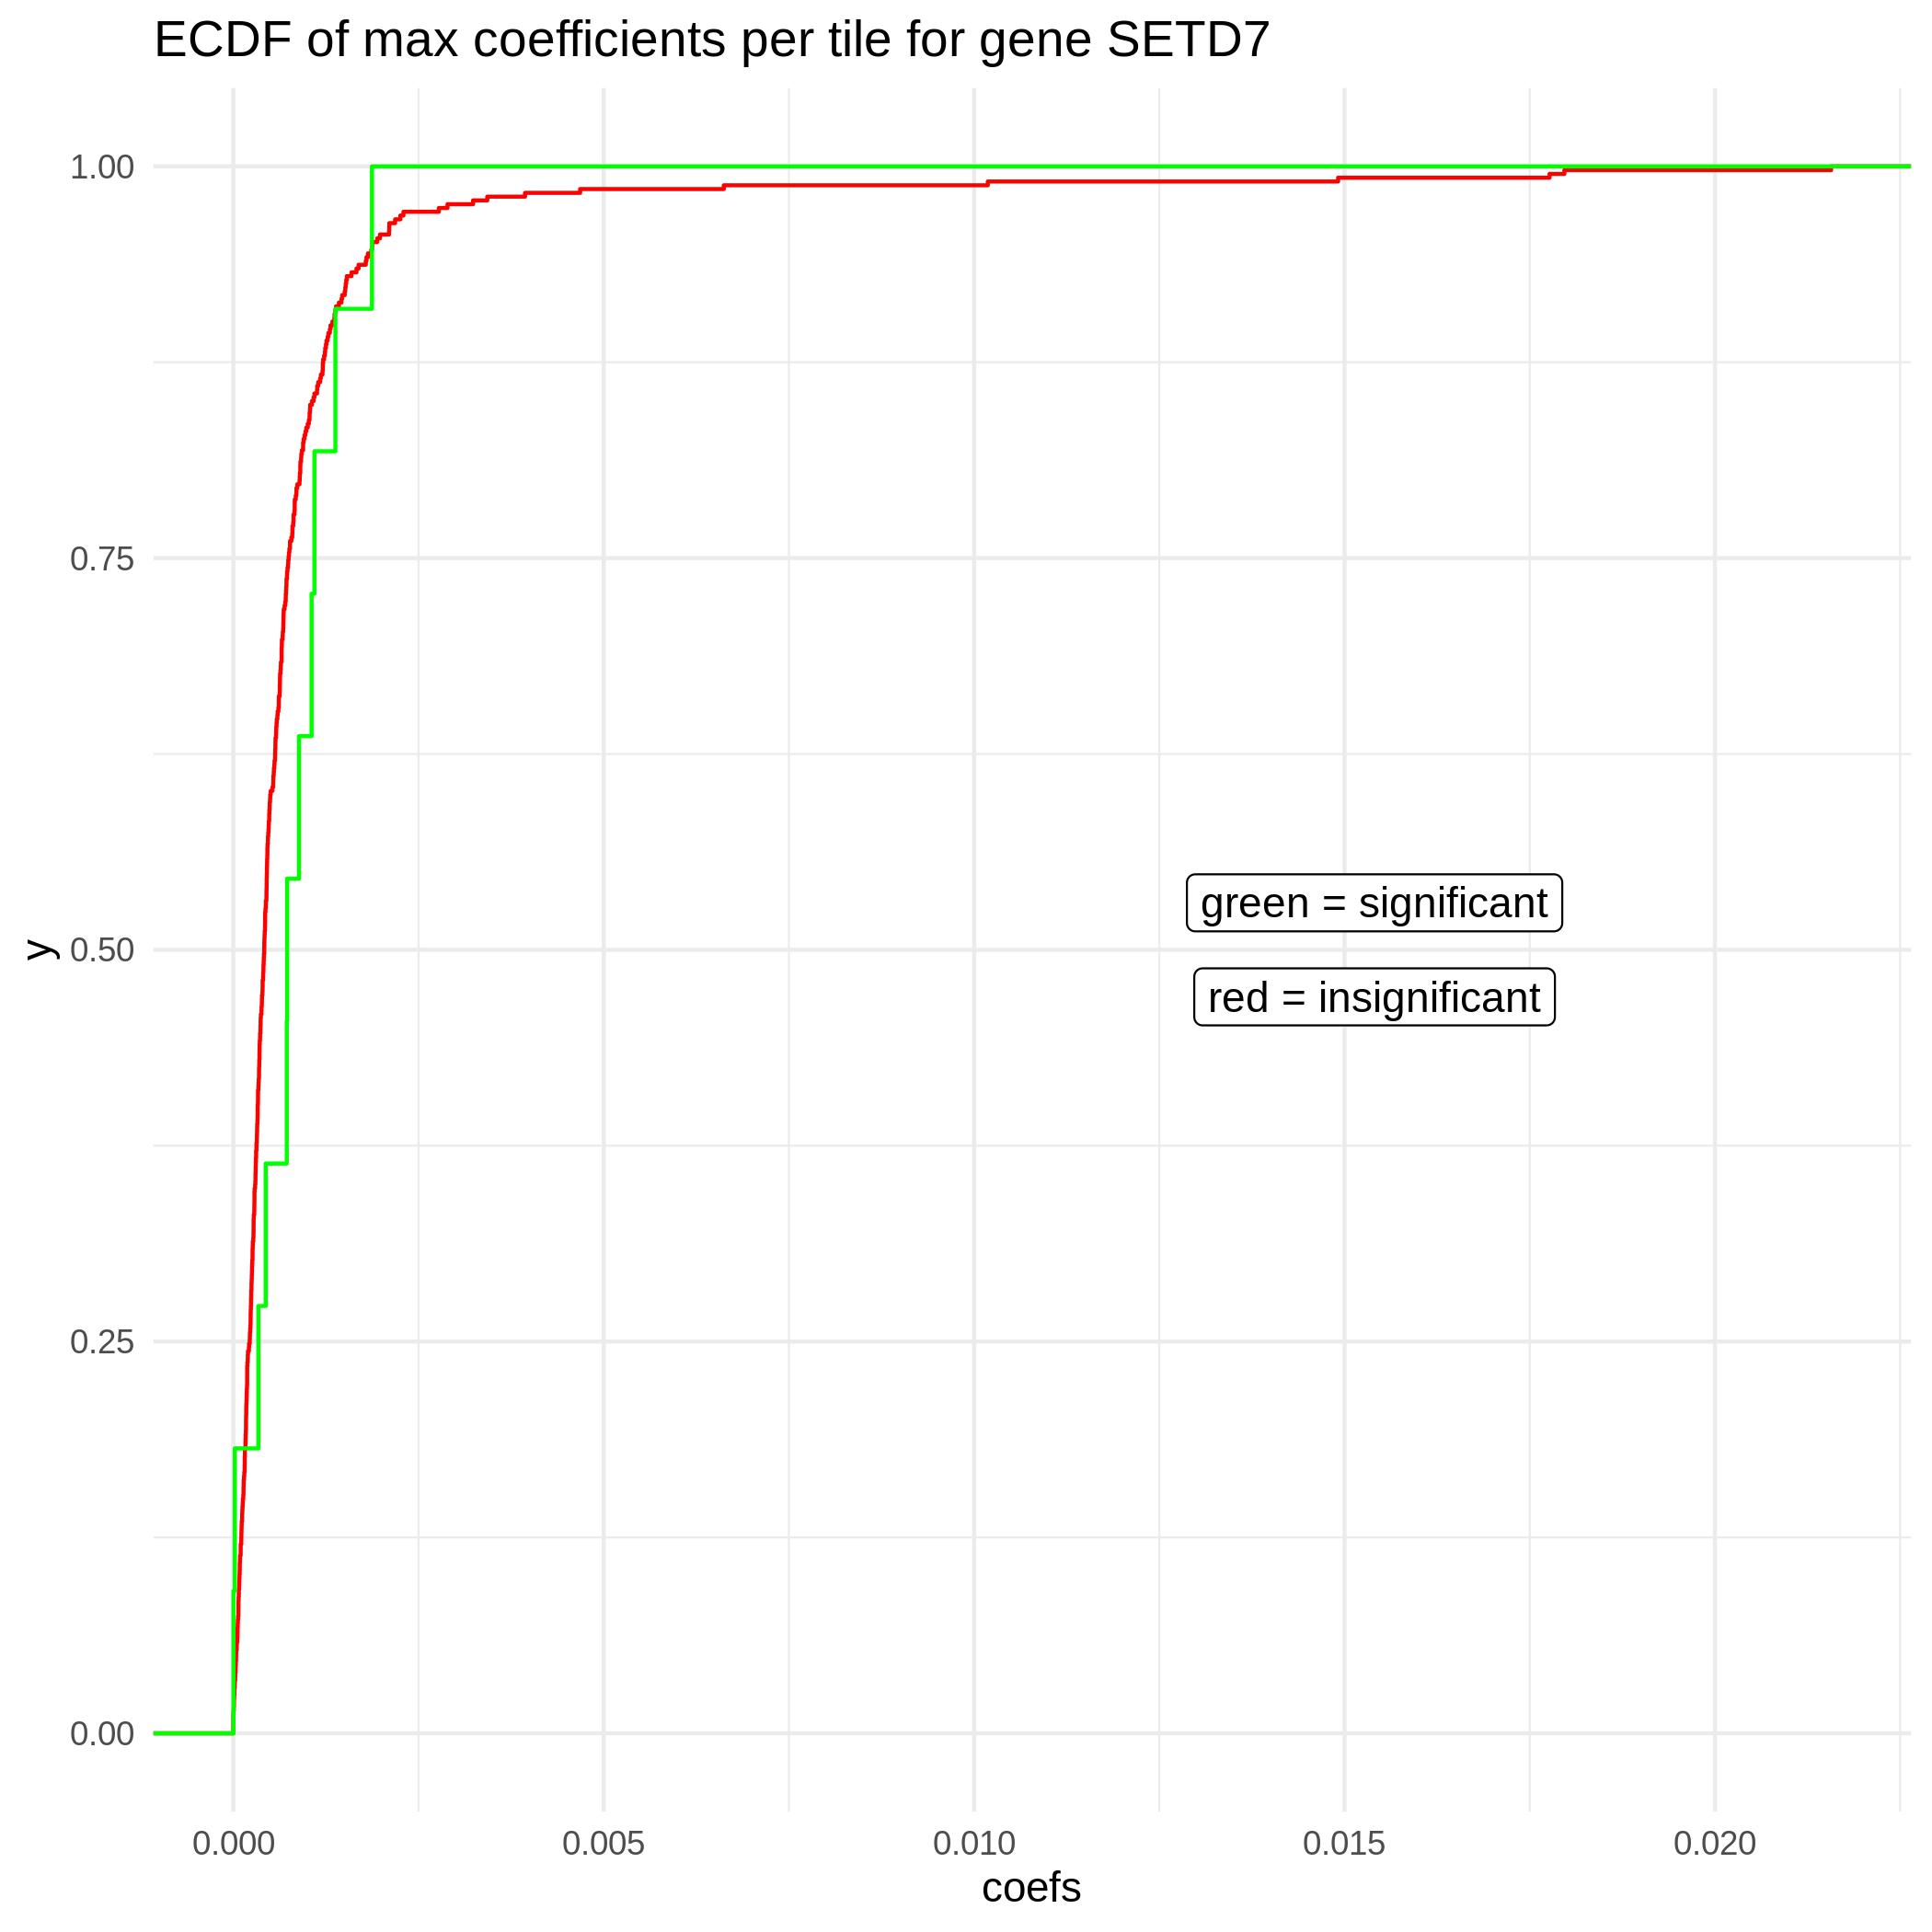 ECDF of max coefficients per tile for gene SETD7
1.00
0.75
0.50
0.25
0.00
y
green = significant
red = insignificant
0.000 0.005 0.010 0.015 0.020
coefs